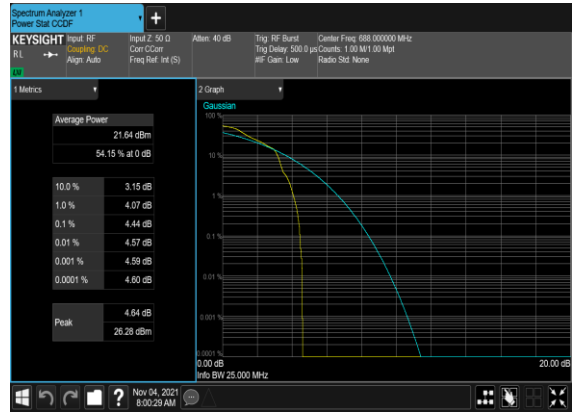 Spectrum Analyzer 1
Power Stat CCDF
+
KEYSIGHT
RL
Input: RF
Coupling: DC
Align: Auto
Input Z: 50 Ω
Corr CCorr
Freq Ref: Int (S)
Atten: 40 dB
Trig: RF Burst
Trig Delay: 500.0 µs
#IF Gain: Low
Center Freq: 688.000000 MHz
Counts: 1.00 M/1.00 Mpt
Radio Std: None
1 Metrics
Average Power
21.64 dBm
54.15 % at 0 dB
10.0 % 3.15 dB
1.0 % 4.07 dB
0.1 % 4.44 dB
0.01 % 4.57 dB
0.001 % 4.59 dB
0.0001 % 4.60 dB
Peak 4.64 dB
26.28 dBm
2 Graph
Gaussian
100 %
10 %
1 %
0.1 %
0.01 %
0.001 %
0.0001 %
0.00 dB 20.00 dB
Info BW 25.000 MHz
?
Nov 04, 2021
8:00:29 AM